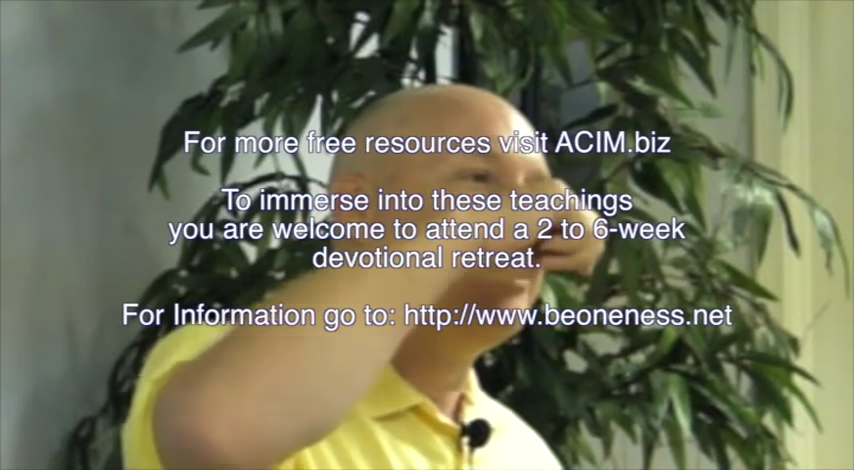 For more free resources visit ACIM.biz
To immerse into these teachings
you are welcome to attend a 2 to 6-week
devotional retreat.
For Information go to: http://www.beoneness.net